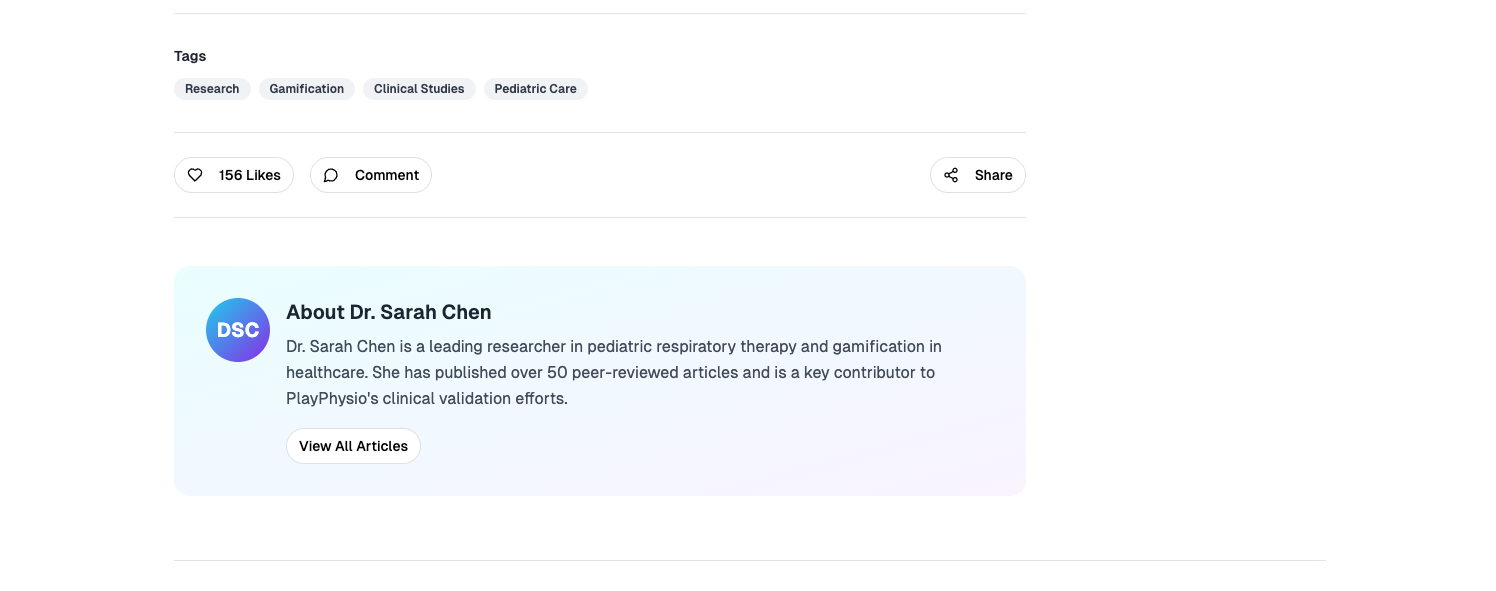 Tags
Research Gamification Clinical Studies Pediatric Care
156 Likes Comment Share
DSC
About Dr. Sarah Chen
Dr. Sarah Chen is a leading researcher in pediatric respiratory therapy and gamification in
healthcare. She has published over 50 peer-reviewed articles and is a key contributor to
PlayPhysio's clinical validation efforts.
View All Articles